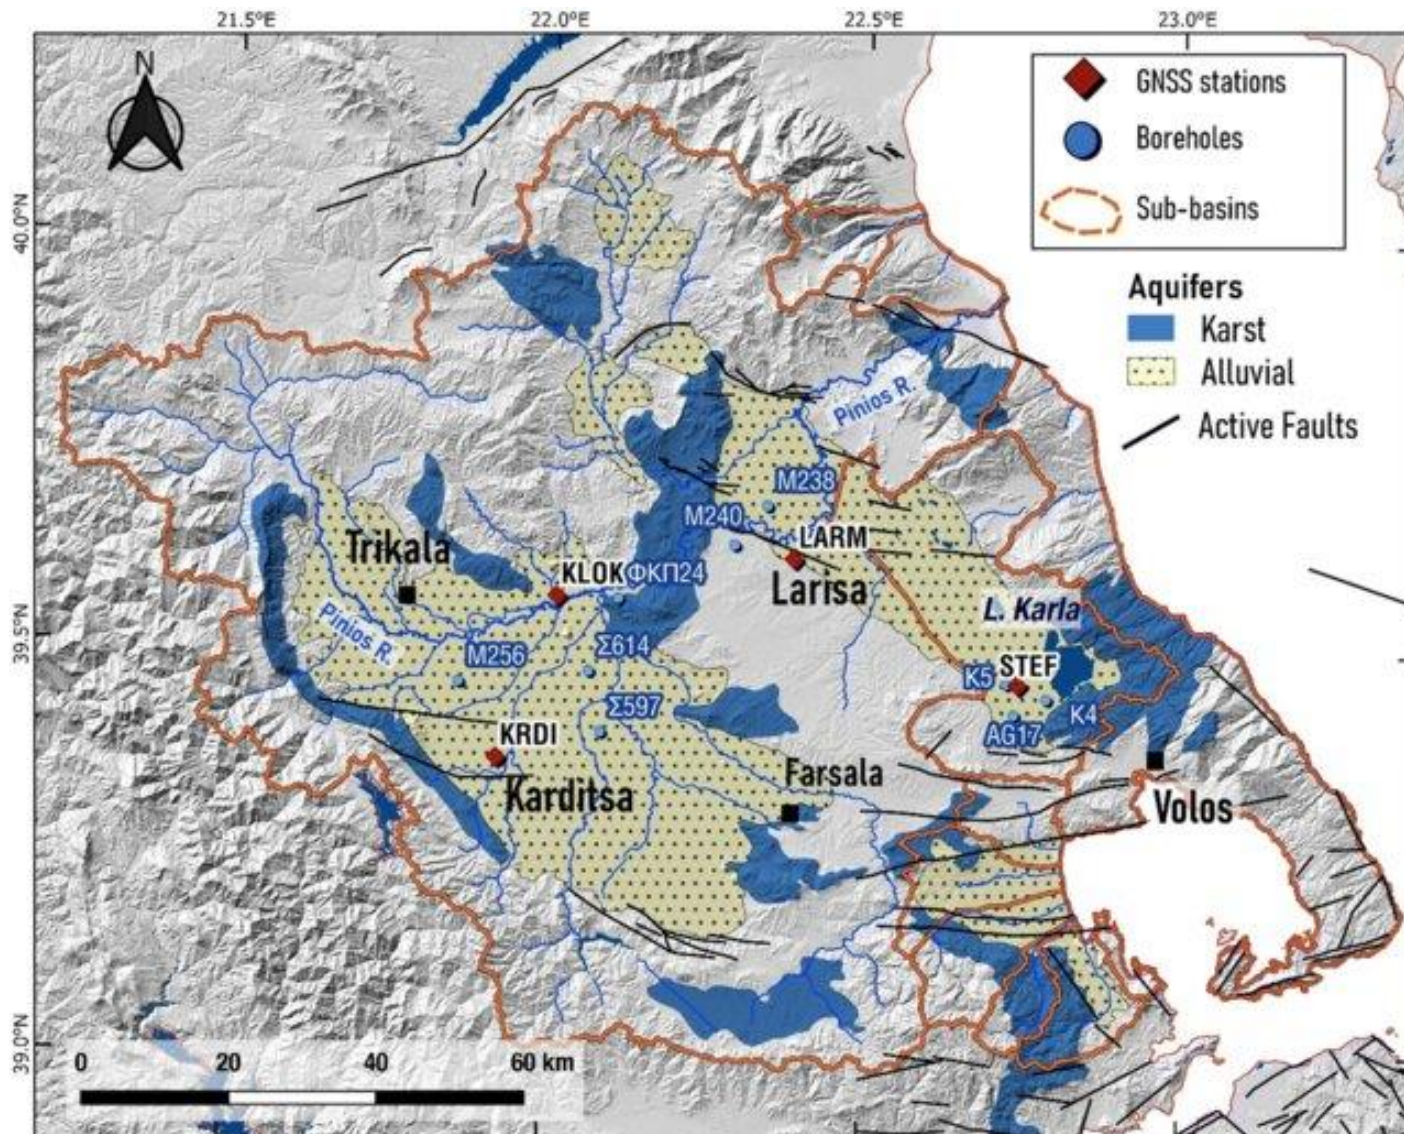 21.5°E
22.0°E
22.5°E
23.0°E
N
GNSS stations
Boreholes
Sub-basins
40.0°N
Aquifers
Karst
Alluvial
Active Faults
Pinios R.
M238
M240
LARM
Trikala
KLOK
ΦΚΠ24
Larisa
L. Karla
39.5°N
Pinios R.
M256
Σ614
STEF
K5
Σ597
K4
AG17
KRDI
Farsala
Karditsa
Volos
39.0°N
0
20
40
60 km